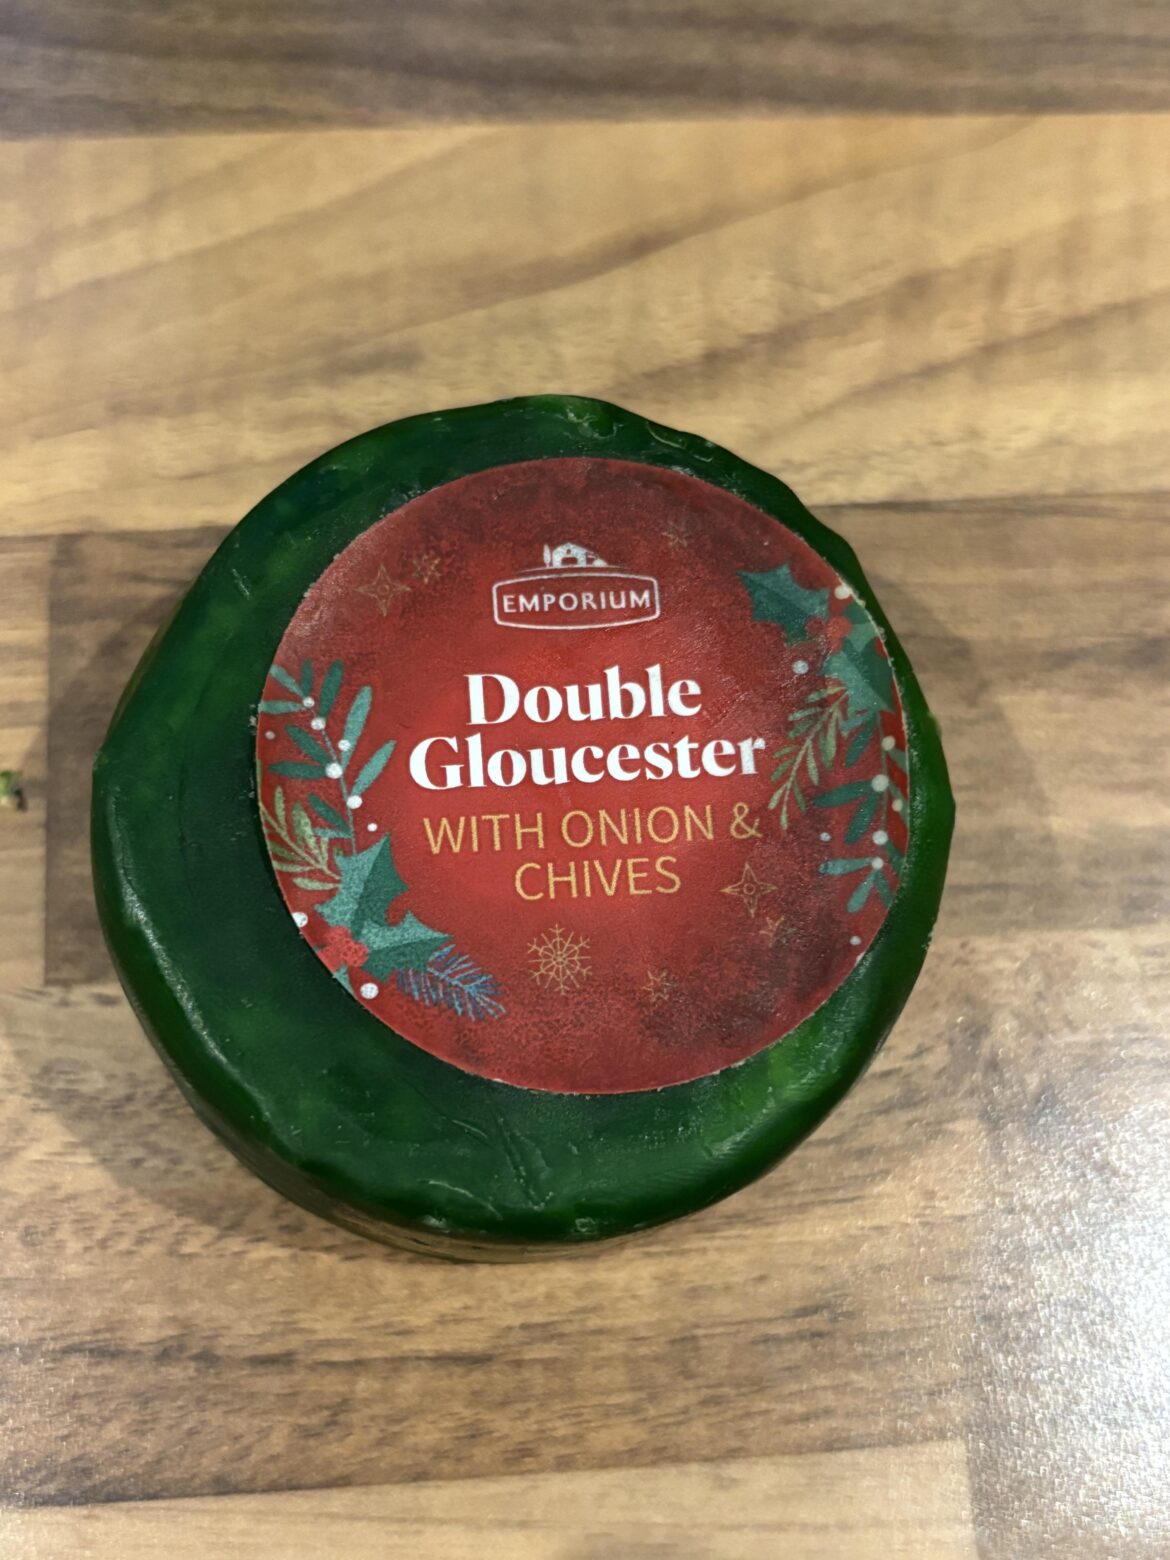 EMPORIUM
Double
Gloucester
WITH ONION &
CHIVES